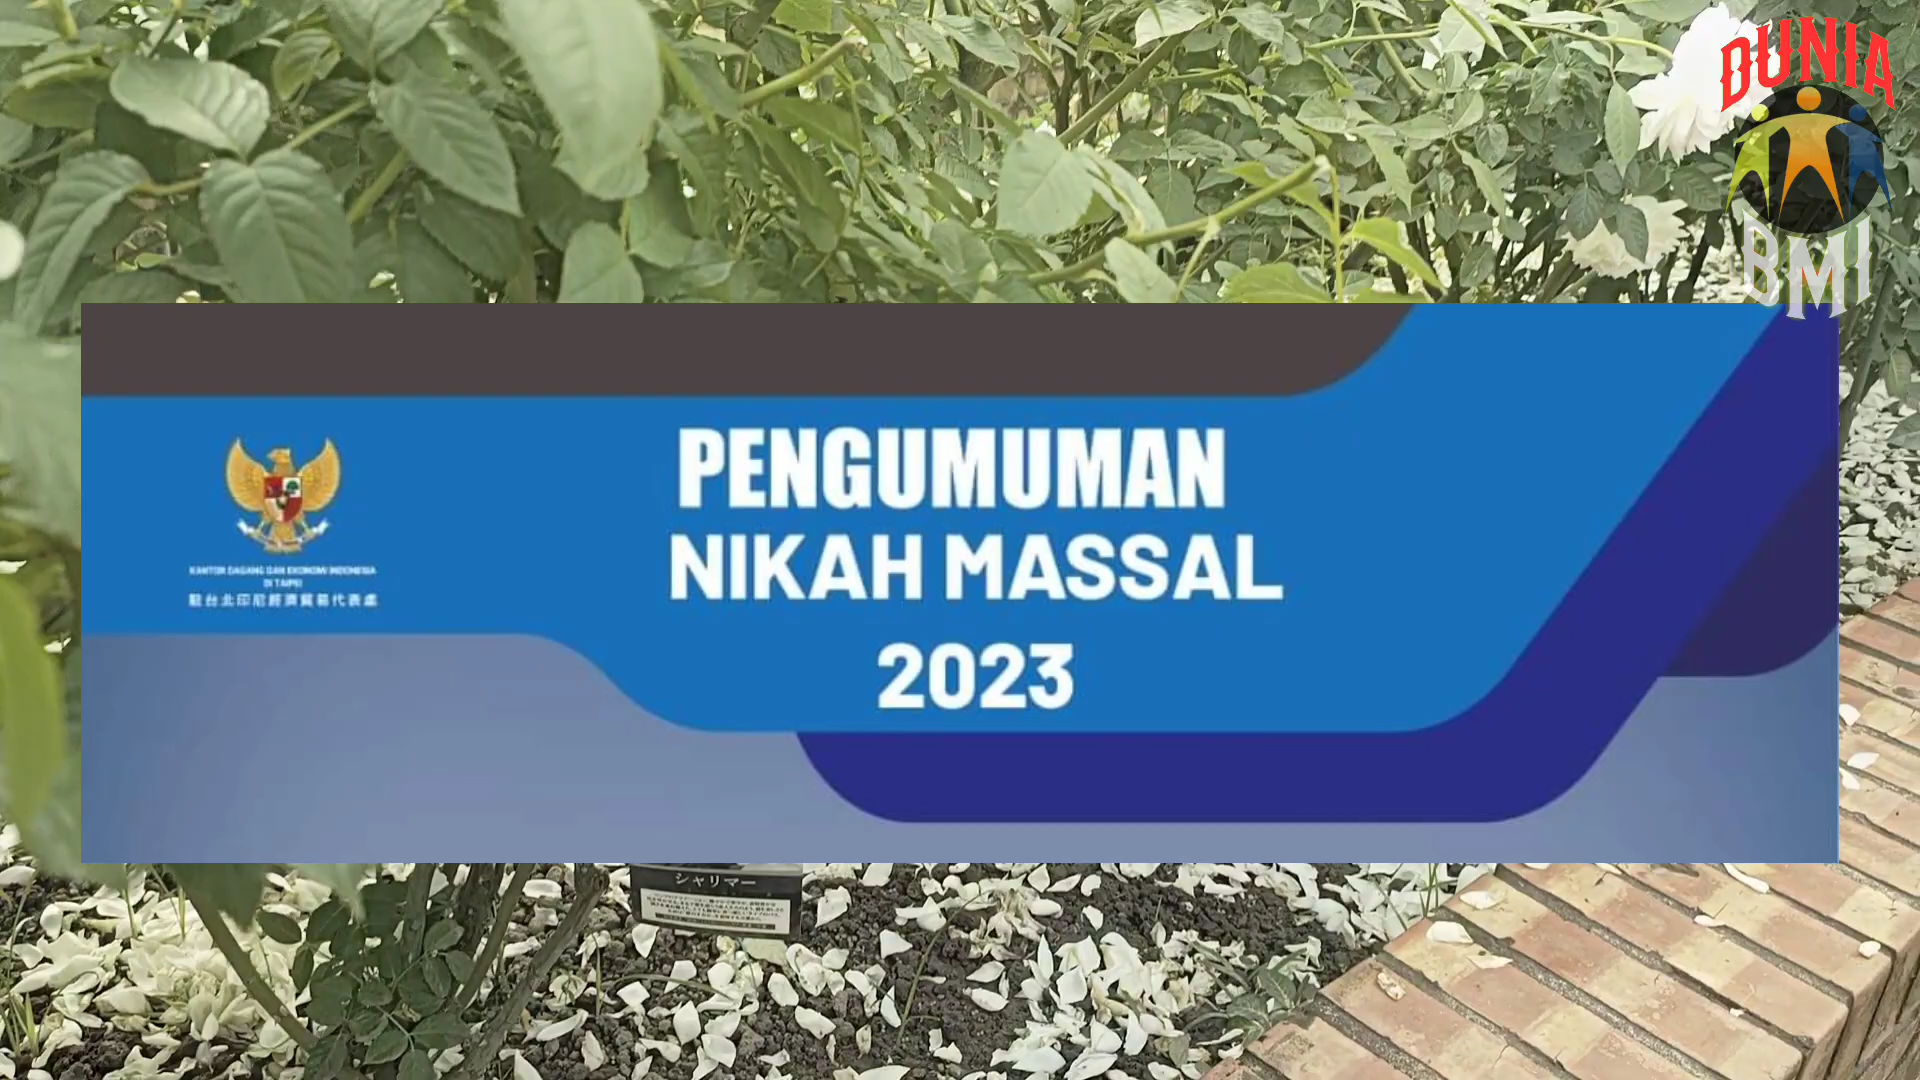 DUNIA
BMI
PENGUMUMAN
NIKAH MASSAL
2023
KANTOR DAGANG DAN EKONOMI INDONESIA
DI TAIPEI
駐台北印尼經濟貿易代表處
シャリマー